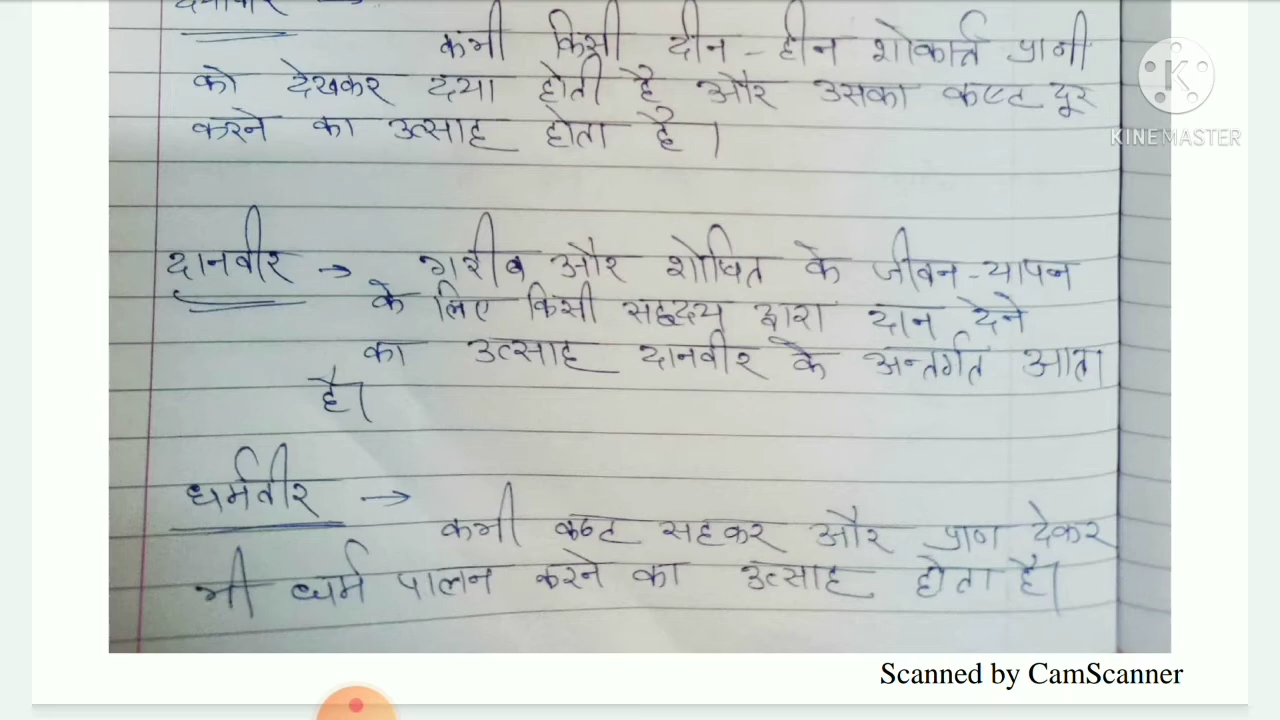 दयावीर →
कभी किसी दीन - हीन शोकार्त्त प्राणी
को देखकर दया होती है और उसका कष्ट दूर
करने का उत्साह होता है।
KINEMASTER
दानवीर → गरीब और शोषित के जीवन-यापन
के लिए किसी सहृदय द्वारा दान देने
का उत्साह दानवीर के अन्तर्गत आता
है।
धर्मवीर →
कभी कष्ट सहकर और प्राण देकर
भी धर्म पालन करने का उत्साह होता है।
Scanned by CamScanner